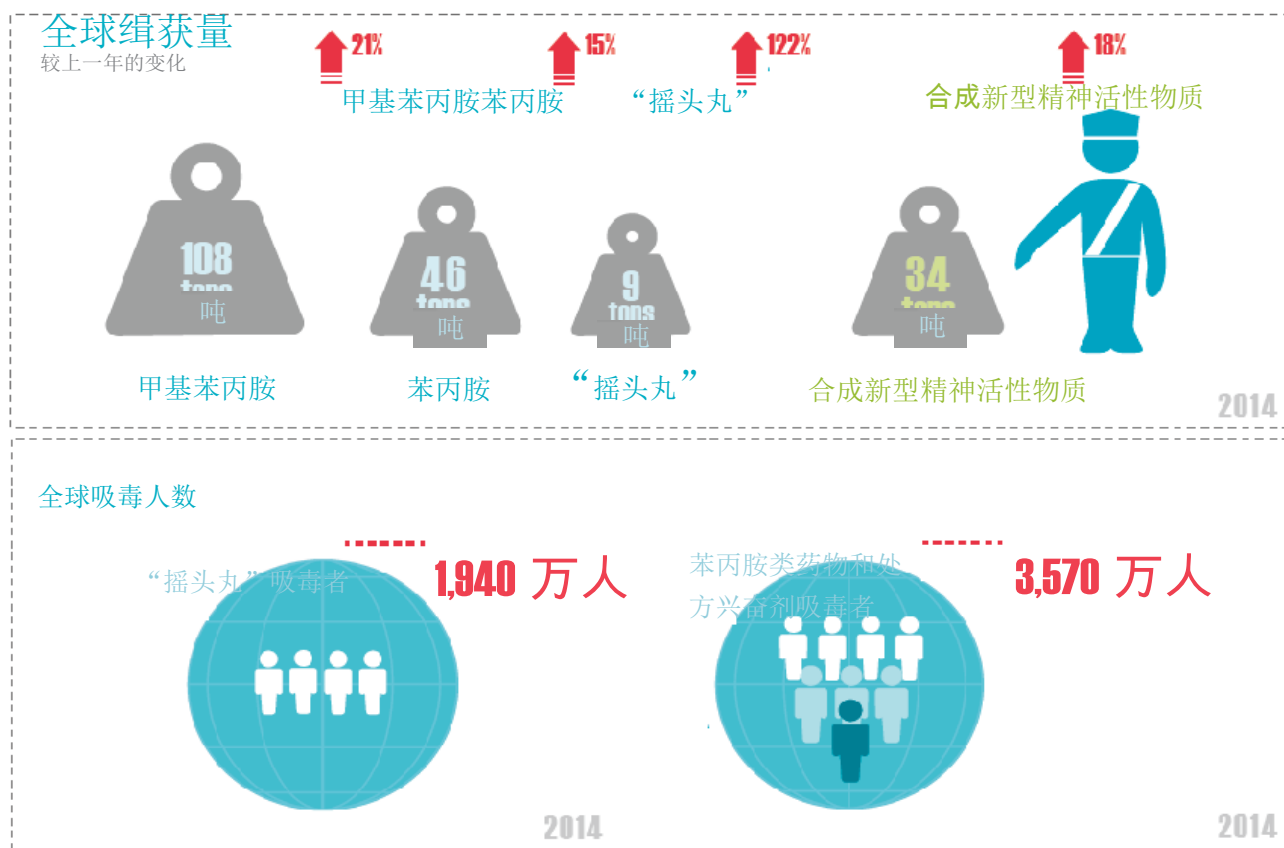 全球缉获量
较上一年的变化
21%
15%
122%
18%
甲基苯丙胺苯丙胺
“摇头丸”
合成新型精神活性物质
108
tons
吨
46
tons
吨
9
tons
吨
34
tons
吨
甲基苯丙胺
苯丙胺
“摇头丸”
合成新型精神活性物质
2014
全球吸毒人数
“摇头丸”吸毒者
1,940 万人
苯丙胺类药物和处
方兴奋剂吸毒者
3,570 万人
2014
2014